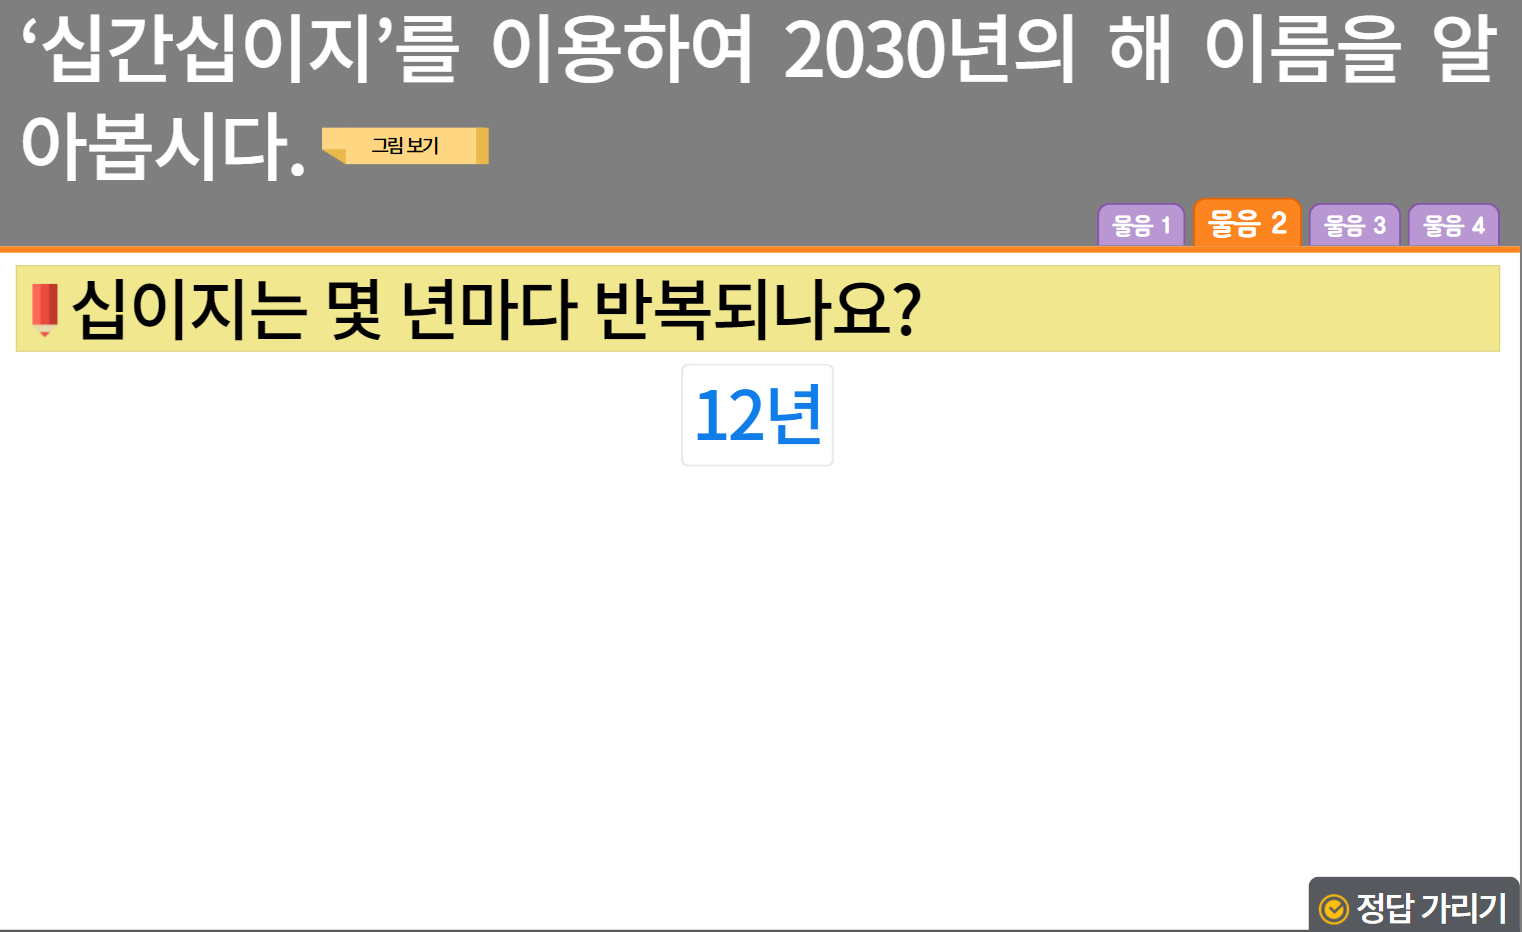 ‘십간십이지’를 이용하여 2030년의 해 이름을 알
아봅시다. 그림 보기
물음 1 물음 2 물음 3 물음 4
십이지는 몇 년마다 반복되나요?
12년
정답 가리기